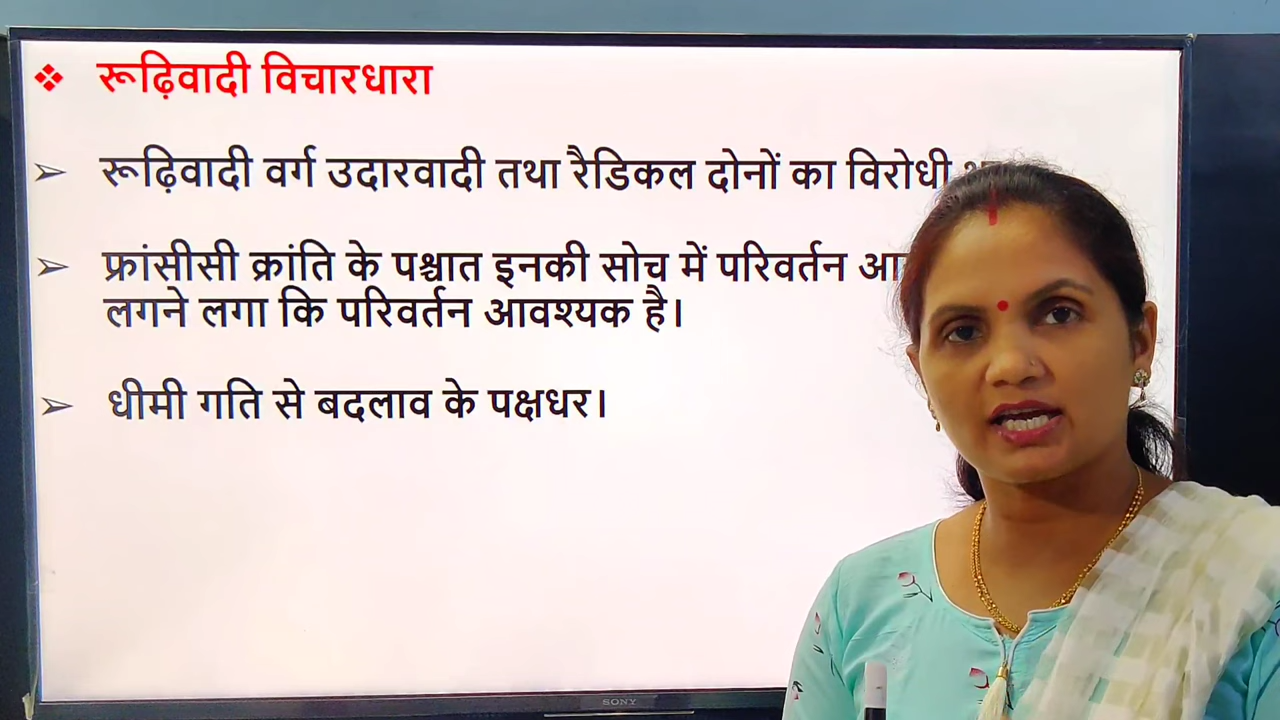 रूढ़िवादी विचारधारा
रूढ़िवादी वर्ग उदारवादी तथा रैडिकल दोनों का विरोधी
फ्रांसीसी क्रांति के पश्चात इनकी सोच में परिवर्तन
लगने लगा कि परिवर्तन आवश्यक है।
धीमी गति से बदलाव के पक्षधर।
SONY